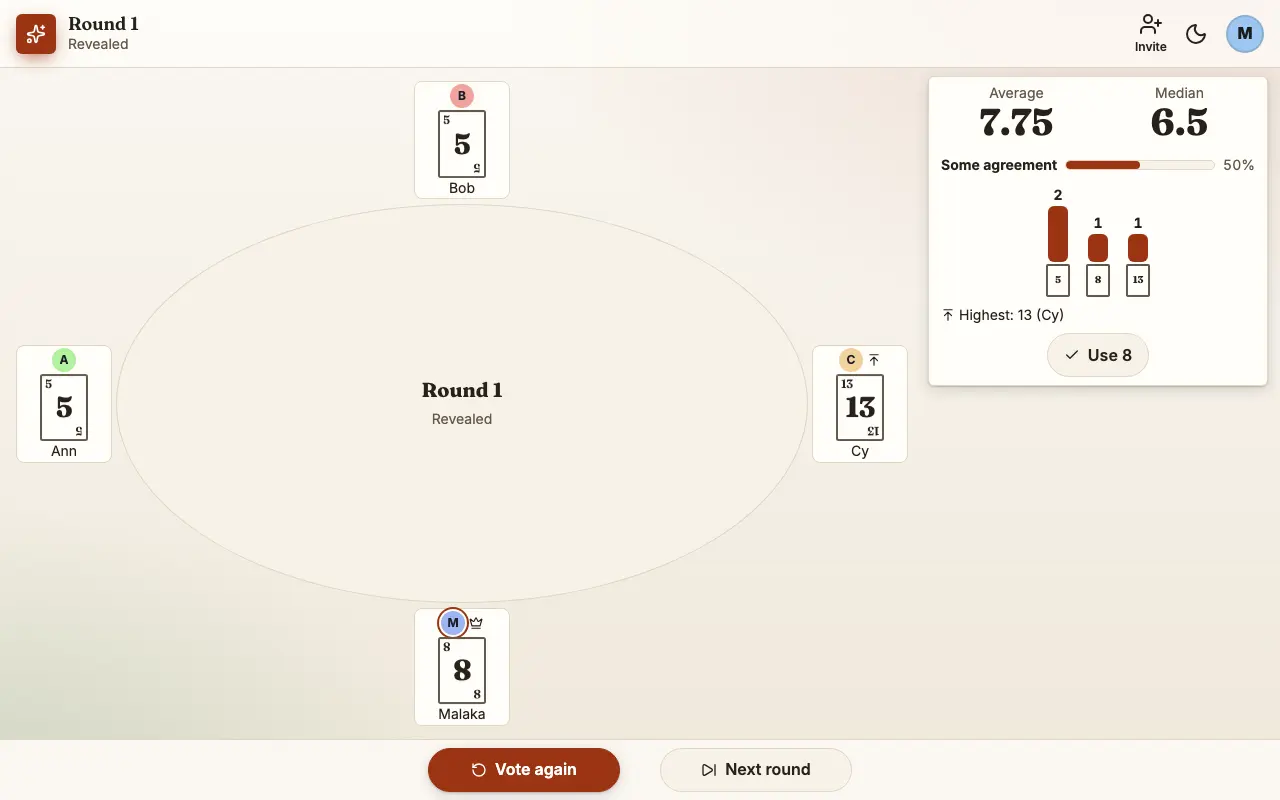 Round 1
Revealed
Invite
M
B
5
5
5
Bob
A
5
5
5
Ann
Round 1
Revealed
C
13
13
13
Cy
M
8
8
8
Malaka
Average
7.75
Median
6.5
Some agreement 50%
2
1
1
5
8
13
Highest: 13 (Cy)
Use 8
Vote again
Next round